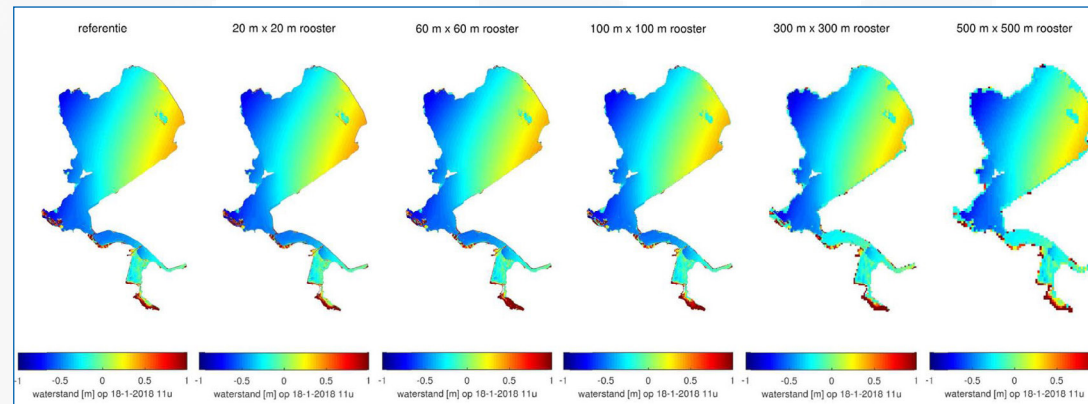 referentie
20 m x 20 m rooster
60 m x 60 m rooster
100 m x 100 m rooster
300 m x 300 m rooster
500 m x 500 m rooster
-1 -0.5 0 0.5 1
waterstand [m] op 18-1-2018 11u
-1 -0.5 0 0.5 1
waterstand [m] op 18-1-2018 11u
-1 -0.5 0 0.5 1
waterstand [m] op 18-1-2018 11u
-1 -0.5 0 0.5 1
waterstand [m] op 18-1-2018 11u
-1 -0.5 0 0.5 1
waterstand [m] op 18-1-2018 11u
-1 -0.5 0 0.5 1
waterstand [m] op 18-1-2018 11u